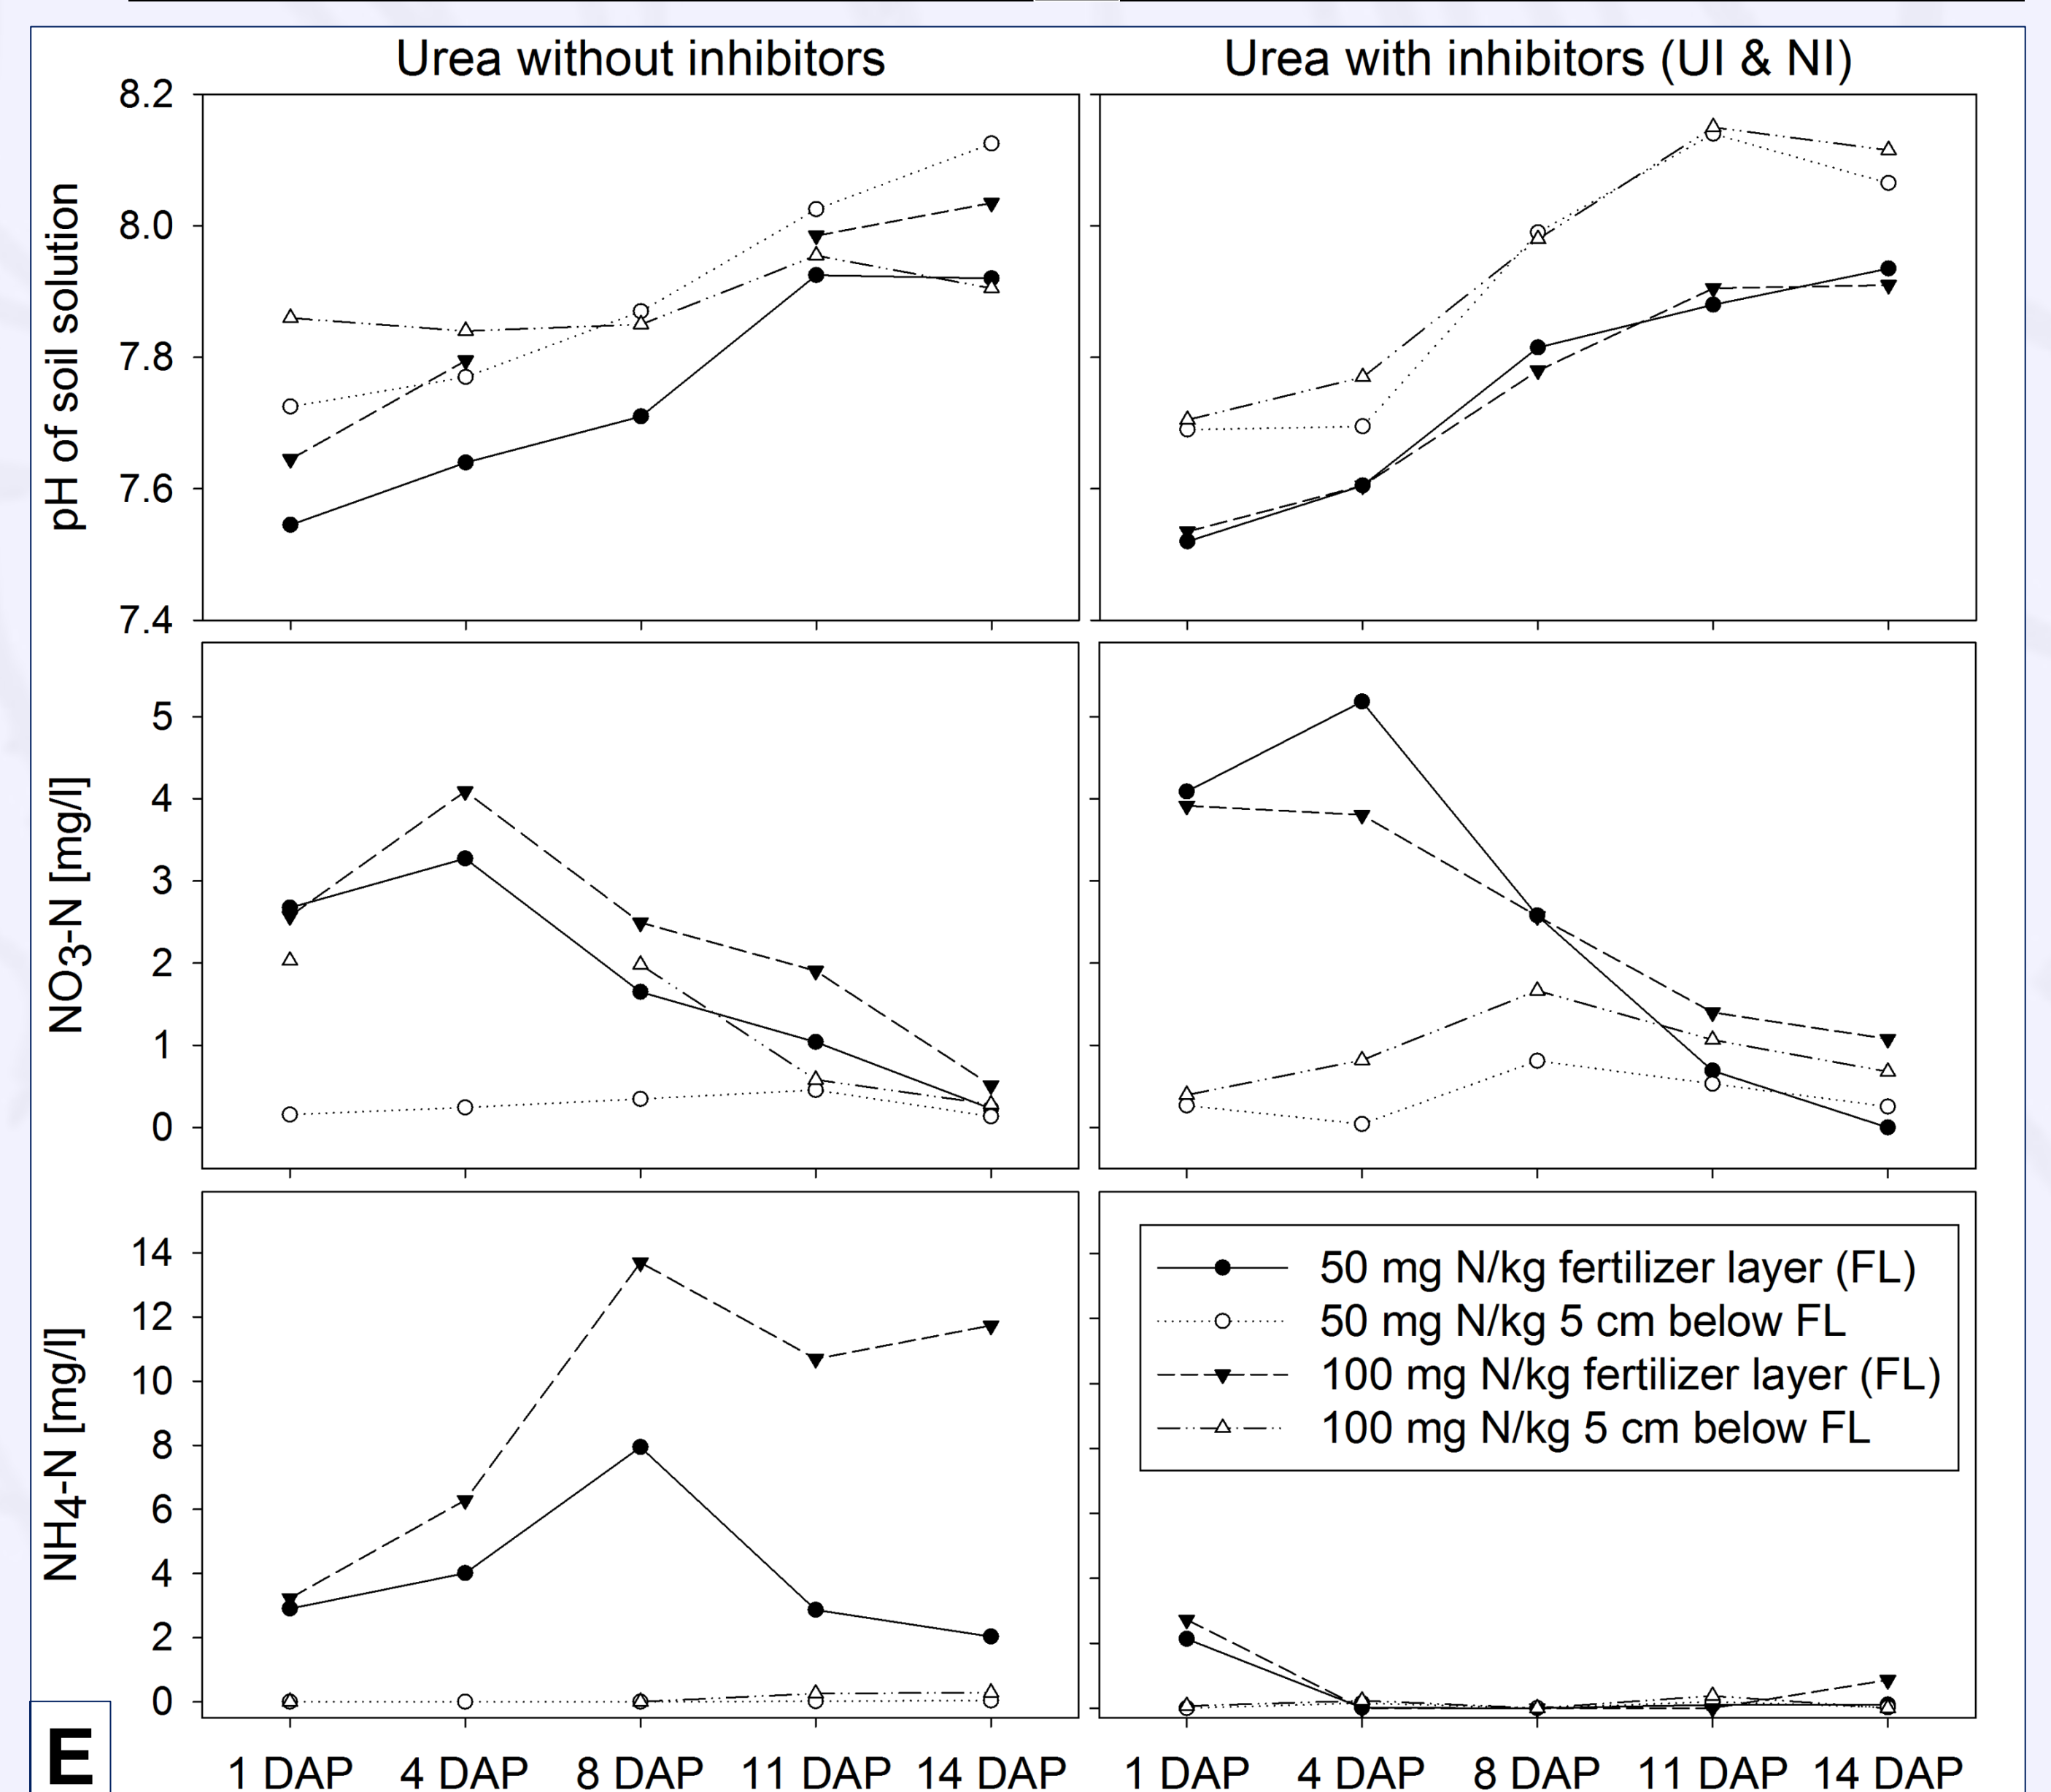 Urea without inhibitors
Urea with inhibitors (UI & NI)
pH of soil solution
8.2
8.0
7.8
7.6
7.4
NO3-N [mg/l]
5
4
3
2
1
0
NH4-N [mg/l]
14
12
10
8
6
4
2
0
50 mg N/kg fertilizer layer (FL)
50 mg N/kg 5 cm below FL
100 mg N/kg fertilizer layer (FL)
100 mg N/kg 5 cm below FL
E
1 DAP 4 DAP 8 DAP 11 DAP 14 DAP
1 DAP 4 DAP 8 DAP 11 DAP 14 DAP